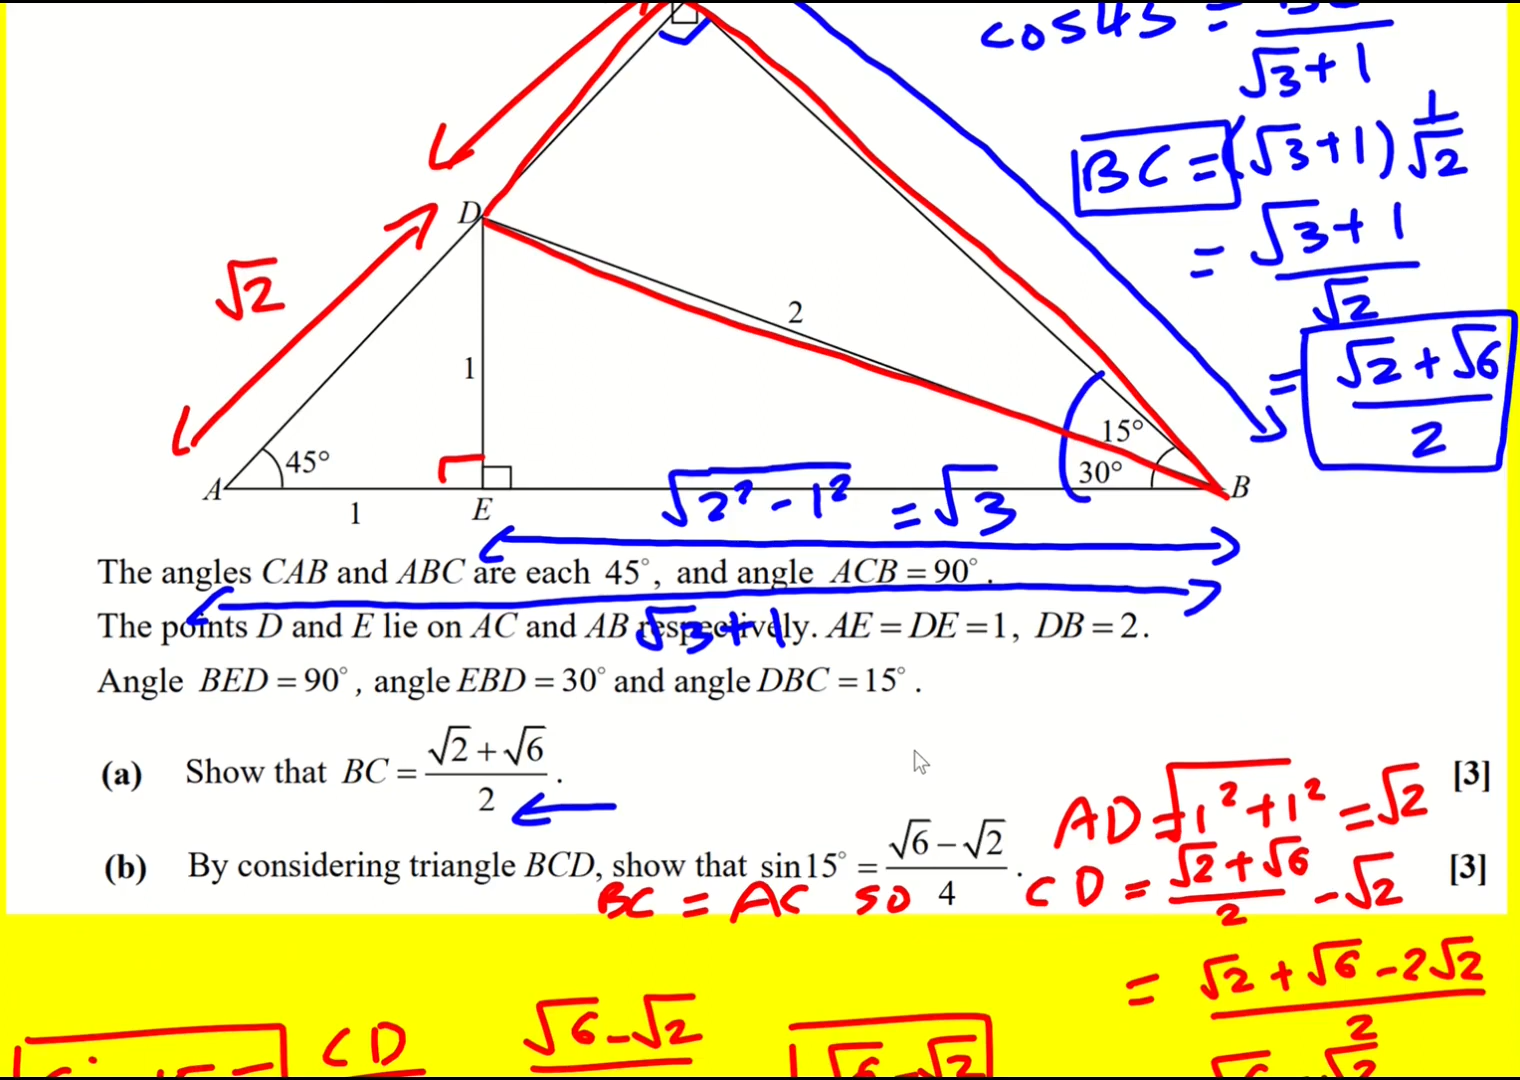 cos45 =
√3+1
BC = (√3+1) 1/√2
= √3+1/√2
= √2+√6/2
D
√2
2
1
15°
45°
30°
A
B
1
E
√2²-1² = √3
The angles CAB and ABC are each 45°, and angle ACB = 90°.
√3+1
The points D and E lie on AC and AB respectively. AE = DE = 1, DB = 2.
Angle BED = 90°, angle EBD = 30° and angle DBC = 15°.
(a) Show that BC = √2+√6/2. [3]
AD = √1²+1² = √2
(b) By considering triangle BCD, show that sin15° = √6−√2/4. [3]
BC = AC so CD = √2+√6/2 - √2
= √2+√6-2√2/2
CD
√6-√2
√6-√2
√6-√2